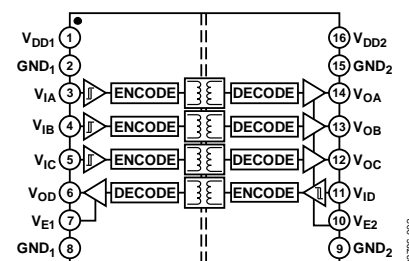 VDD1 1 16 VDD2
GND1 2 15 GND2
VIA 3 ENCODE DECODE 14 VOA
VIB 4 ENCODE DECODE 13 VOB
VIC 5 ENCODE DECODE 12 VOC
VOD 6 DECODE ENCODE 11 VID
VE1 7 10 VE2
GND1 8 9 GND2